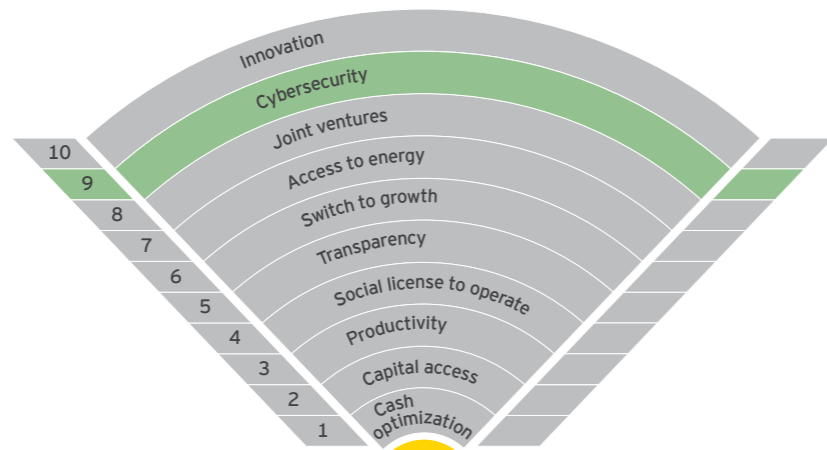 Innovation
Cybersecurity
Joint ventures
Access to energy
Switch to growth
Transparency
Social license to operate
Productivity
Capital access
Cash
optimization
10
9
8
7
6
5
4
3
2
1